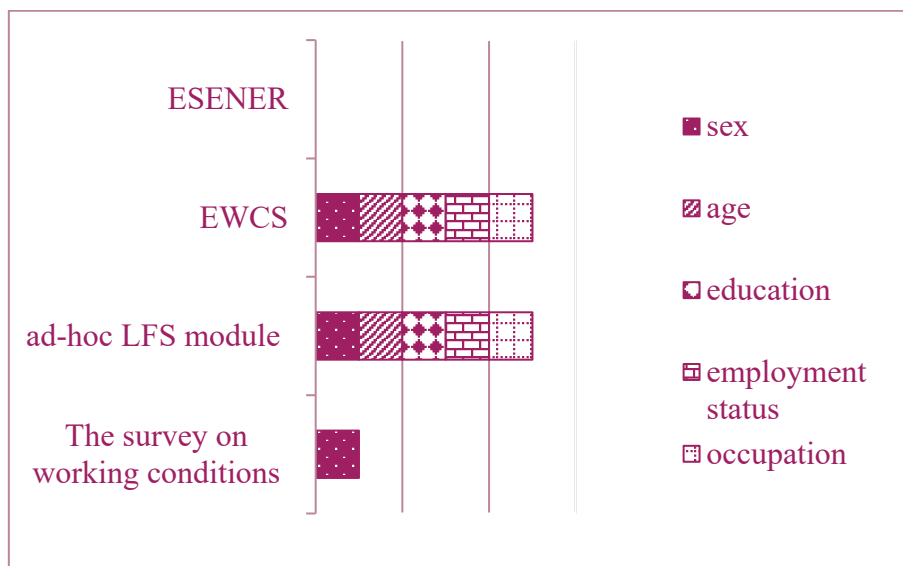 ESENER
EWCS
ad-hoc LFS module
The survey on
working conditions
sex
age
education
employment
status
occupation